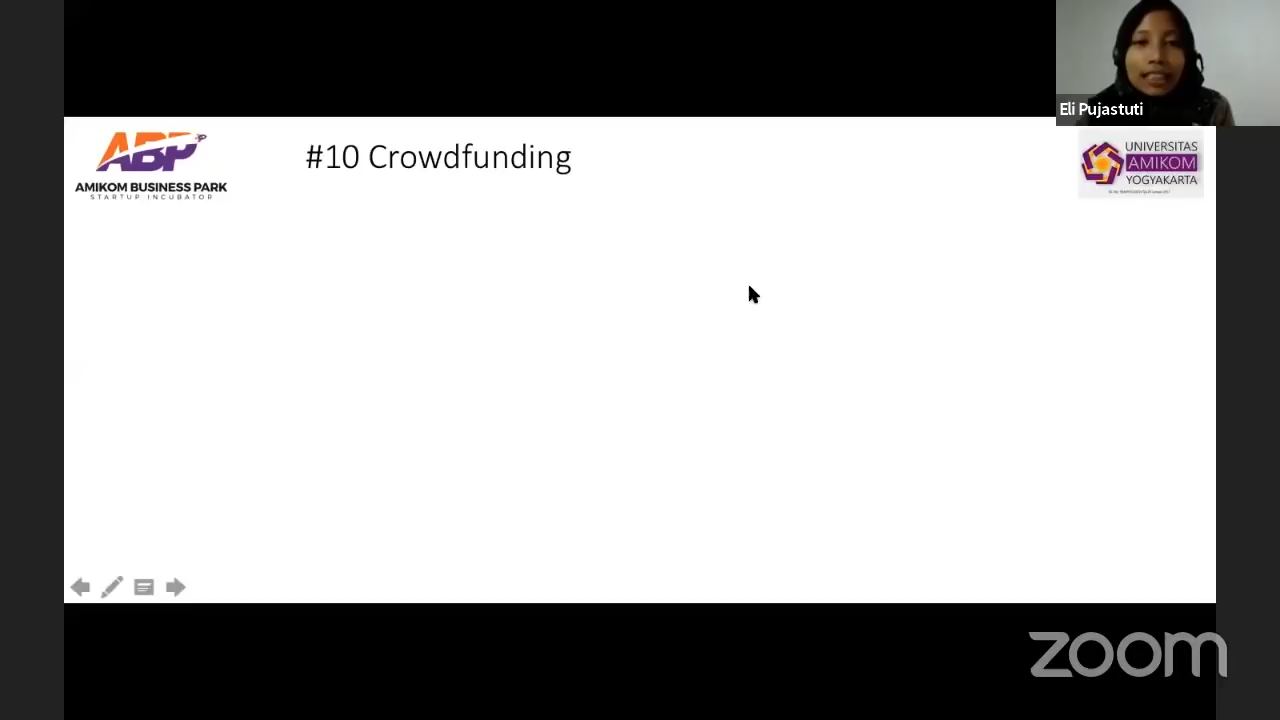 Eli Pujastuti
ABP
AMIKOM BUSINESS PARK
STARTUP INCUBATOR
#10 Crowdfunding
UNIVERSITAS
AMIKOM
YOGYAKARTA
zoom